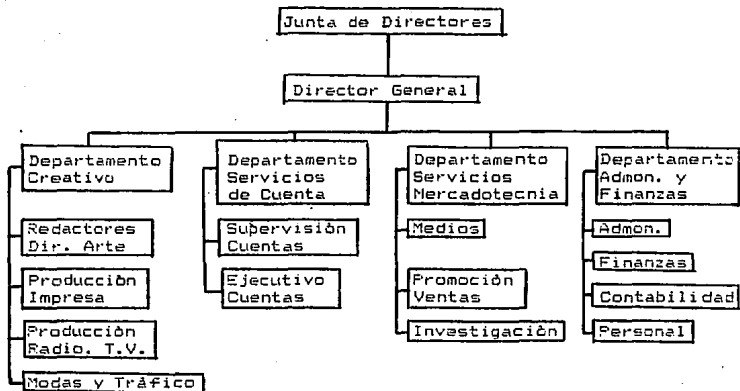 Junta de Directores
Director General
Departamento
Creativo
Redactores
Dir. Arte
Producción
Impresa
Producción
Radio. T.V.
Modas y Tráfico
Departamento
Servicios
de Cuenta
Supervisión
Cuentas
Ejecutivo
Cuentas
Departamento
Servicios
Mercadotecnia
Medios
Promoción
Ventas
Investigación
Departamento
Admon. y
Finanzas
Admon.
Finanzas
Contabilidad
Personal